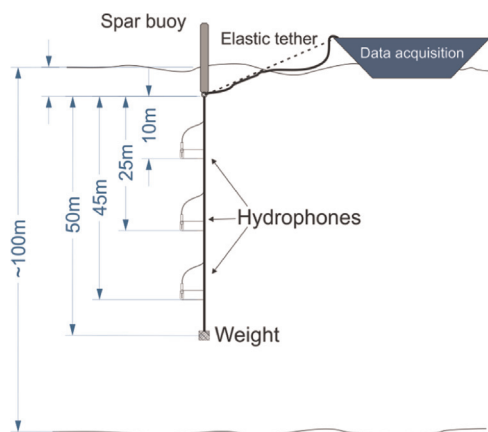 Spar buoy
Elastic tether
Data acquisition
10m
25m
45m
50m
~100m
Hydrophones
Weight